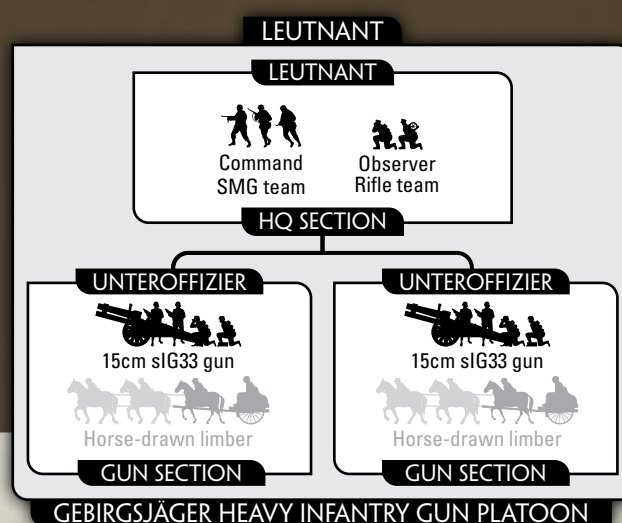 LEUTNANT
LEUTNANT
Command
SMG team
Observer
Rifle team
HQ SECTION
UNTEROFFIZIER
15cm sIG33 gun
Horse-drawn limber
GUN SECTION
UNTEROFFIZIER
15cm sIG33 gun
Horse-drawn limber
GUN SECTION
GEBIRGSJÄGER HEAVY INFANTRY GUN PLATOON